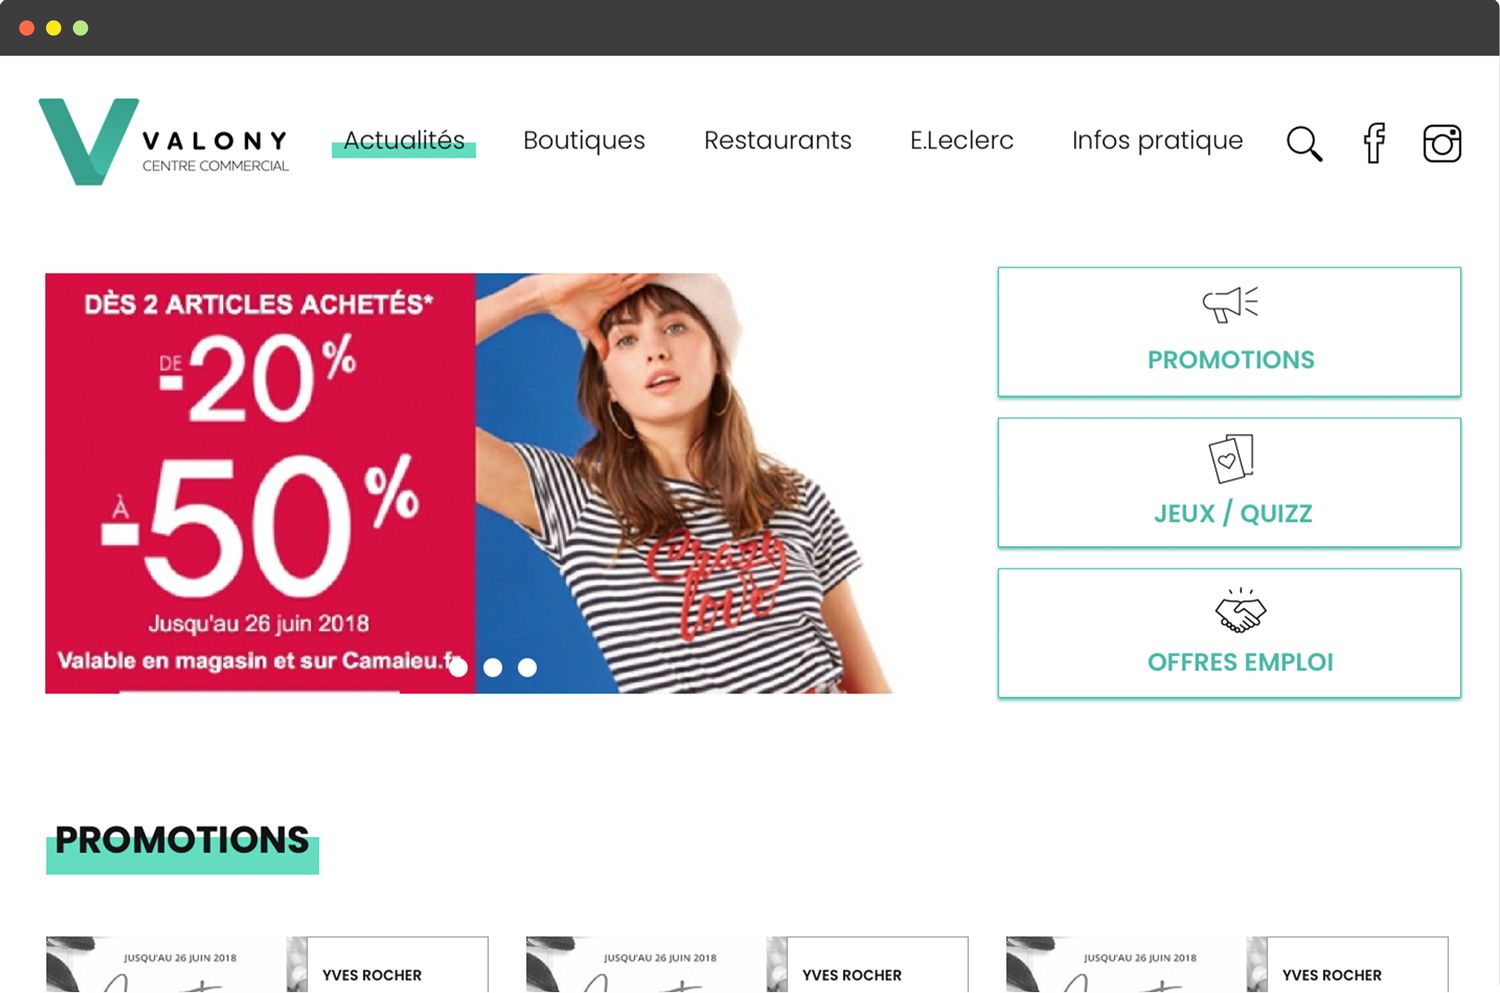 VALONY
CENTRE COMMERCIAL
Actualités
Boutiques
Restaurants
E.Leclerc
Infos pratique
DÈS 2 ARTICLES ACHETÉS*
DE
-20%
À
-50%
Jusqu'au 26 juin 2018
Valable en magasin et sur Camaieu.fr
Crazy
love
PROMOTIONS
JEUX / QUIZZ
OFFRES EMPLOI
PROMOTIONS
JUSQU'AU 26 JUIN 2018
YVES ROCHER
JUSQU'AU 26 JUIN 2018
YVES ROCHER
JUSQU'AU 26 JUIN 2018
YVES ROCHER